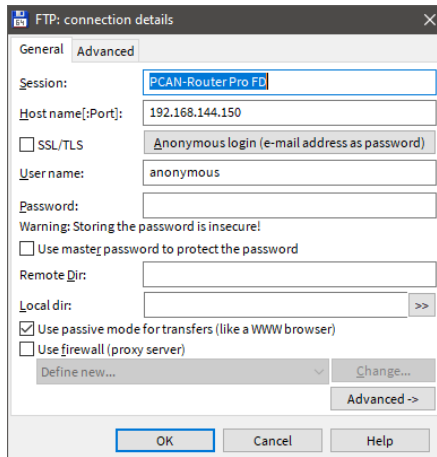 FTP: connection details
General Advanced
Session: PCAN-Router Pro FD
Host name[:Port]: 192.168.144.150
SSL/TLS Anonymous login (e-mail address as password)
User name: anonymous
Password:
Warning: Storing the password is insecure!
Use master password to protect the password
Remote Dir:
Local dir: >>
Use passive mode for transfers (like a WWW browser)
Use firewall (proxy server)
Define new... Change...
Advanced ->
OK Cancel Help